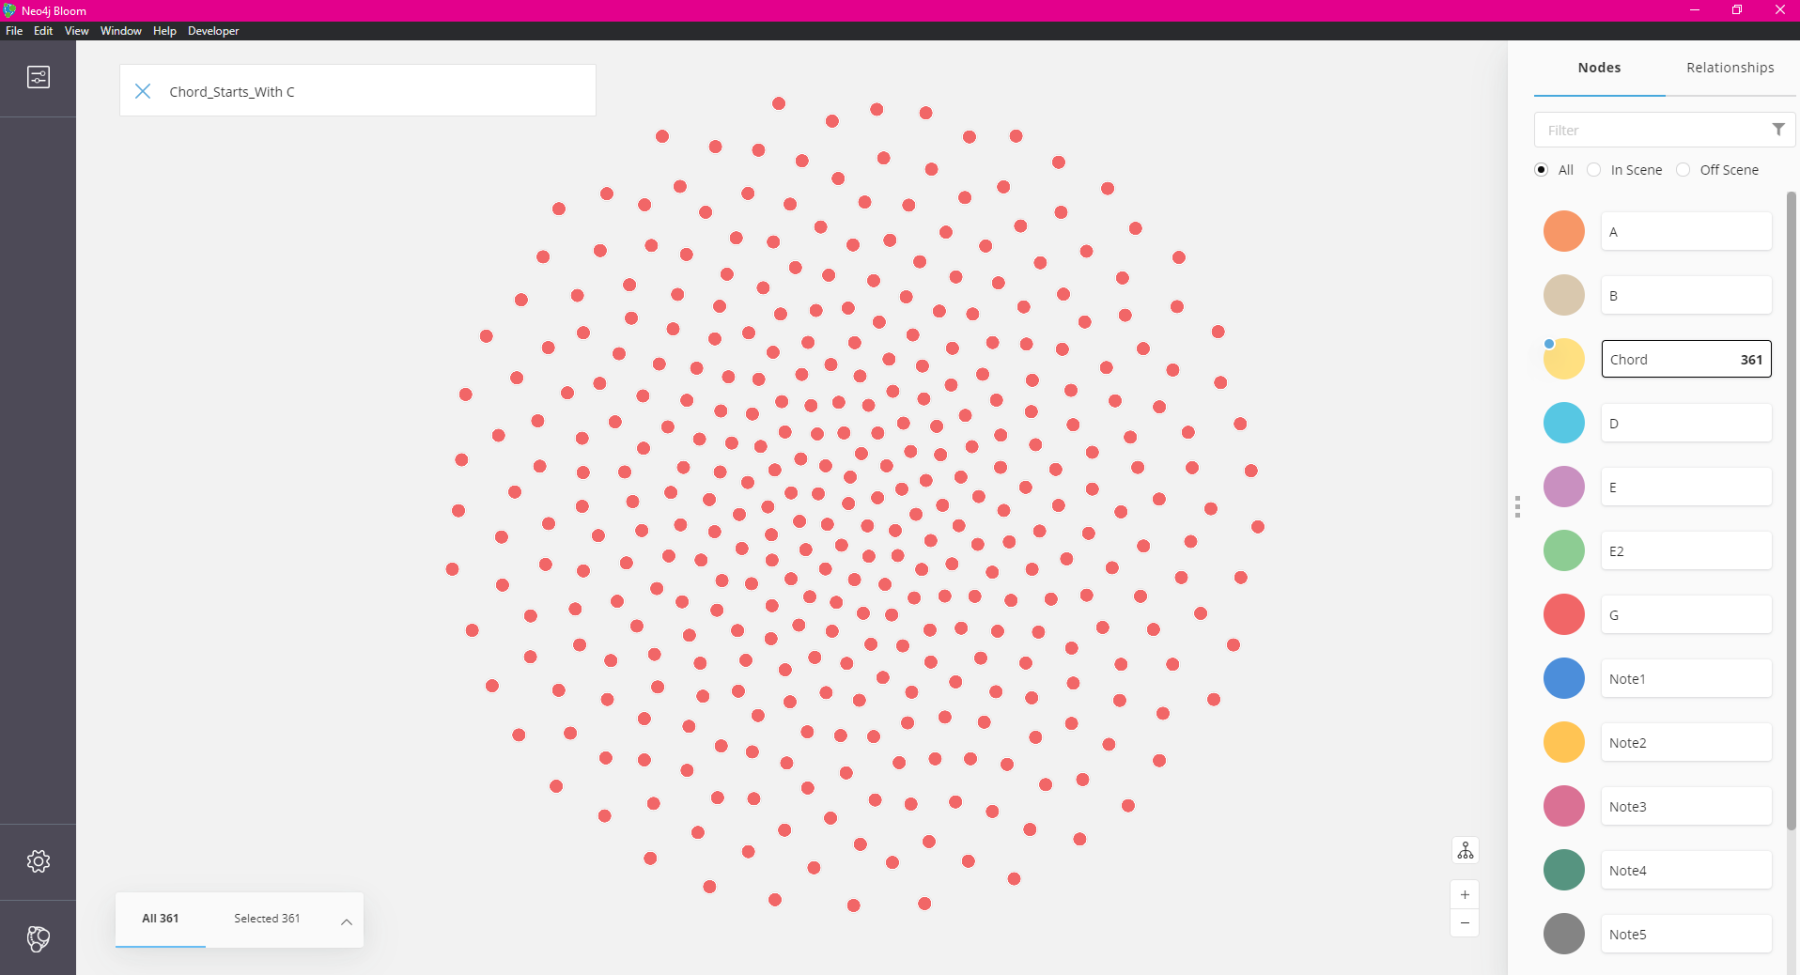 Neo4j Bloom
File Edit View Window Help Developer
Chord_Starts_With C
All 361 Selected 361
Nodes Relationships
Filter
All In Scene Off Scene
A
B
Chord 361
D
E
E2
G
Note1
Note2
Note3
Note4
Note5